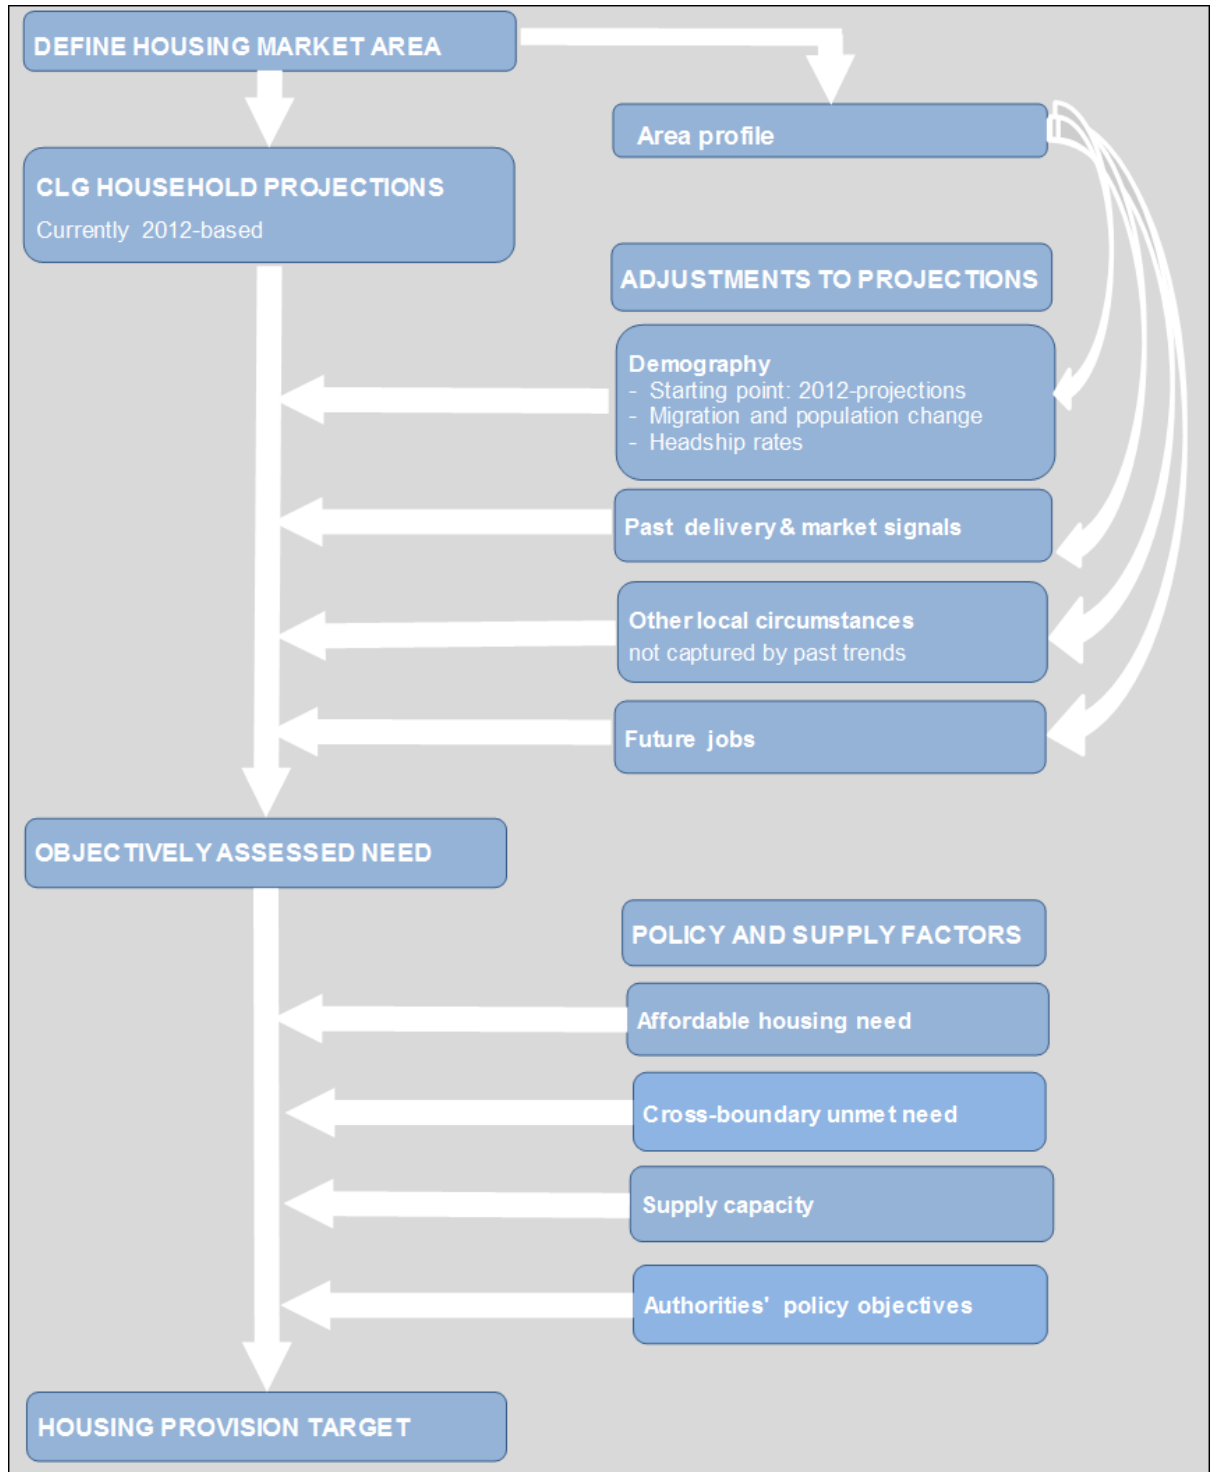 DEFINE HOUSING MARKET AREA
Area profile
CLG HOUSEHOLD PROJECTIONS
Currently 2012-based
ADJUSTMENTS TO PROJECTIONS
Demography
- Starting point: 2012-projections
- Migration and population change
- Headship rates
Past delivery & market signals
Other local circumstances
not captured by past trends
Future jobs
OBJECTIVELY ASSESSED NEED
POLICY AND SUPPLY FACTORS
Affordable housing need
Cross-boundary unmet need
Supply capacity
Authorities' policy objectives
HOUSING PROVISION TARGET